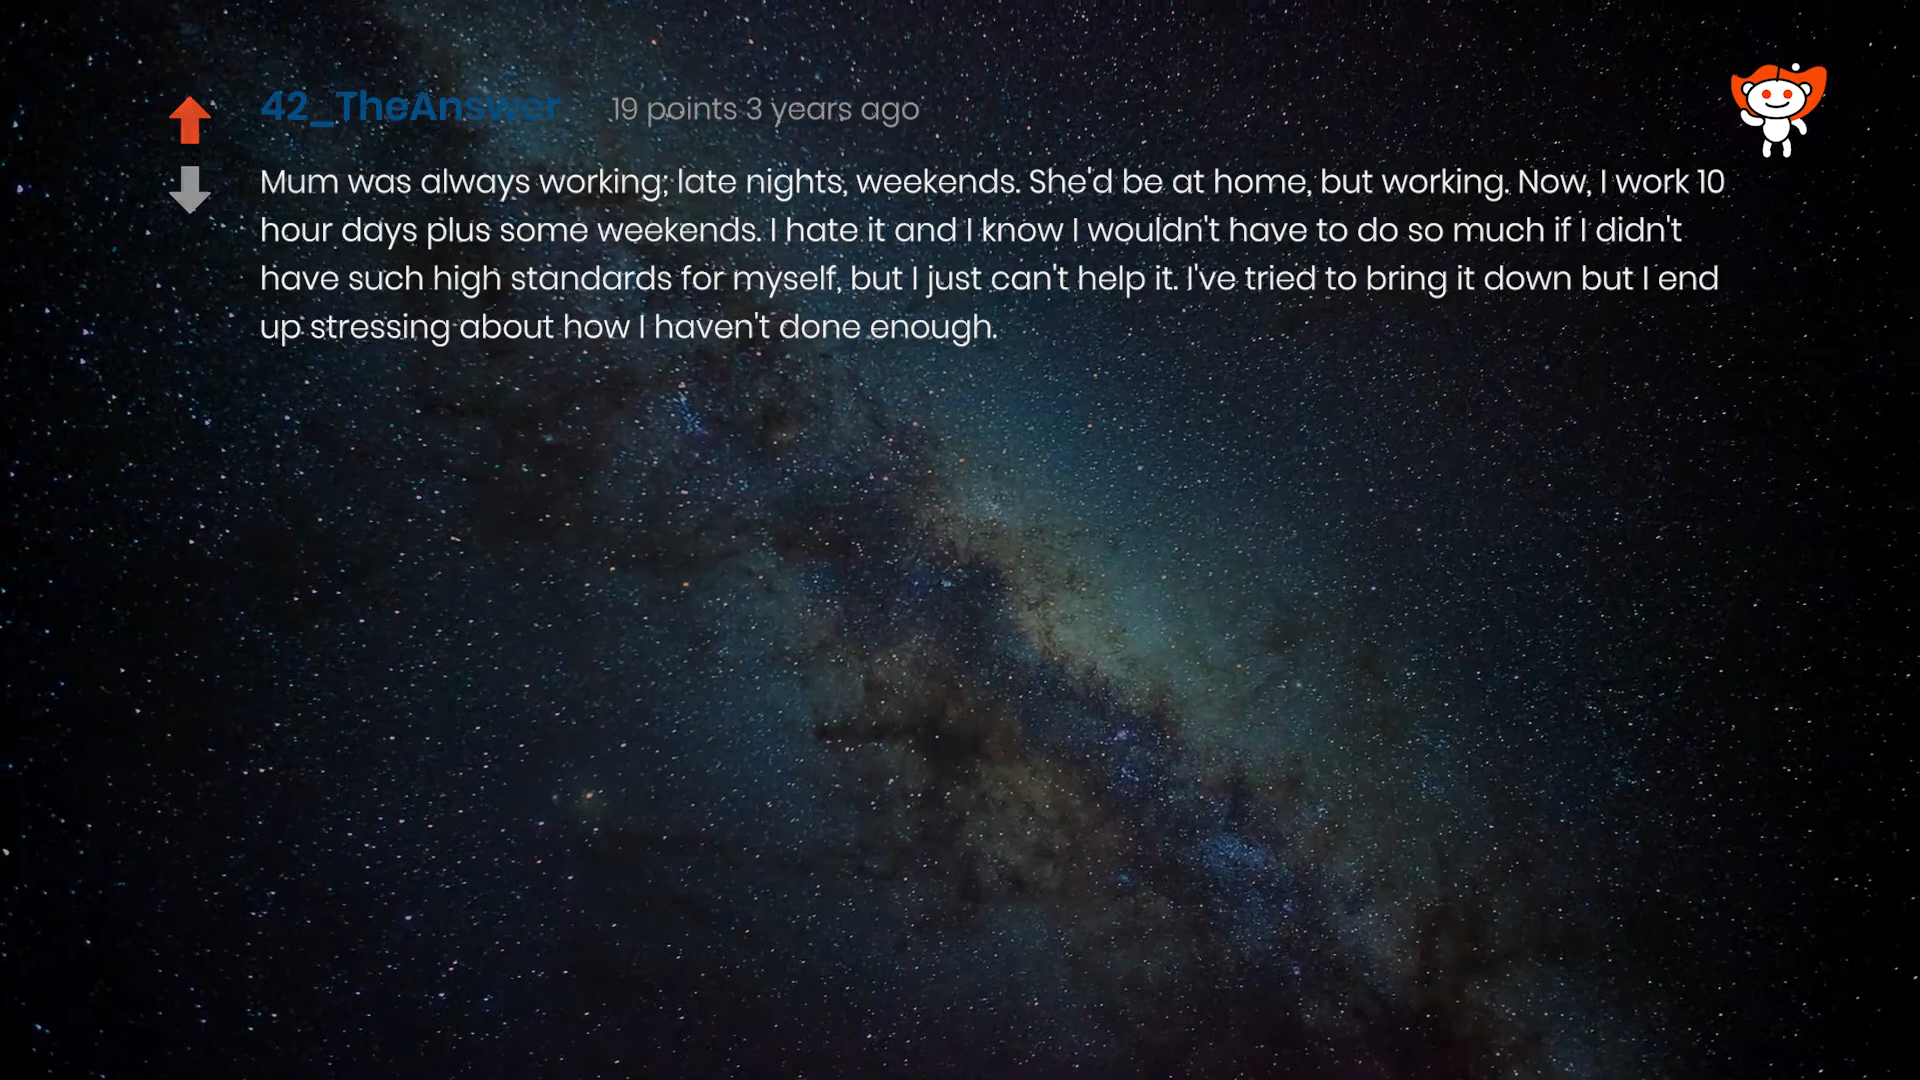 42_TheAnswer 19 points 3 years ago
Mum was always working; late nights, weekends. She'd be at home, but working. Now, I work 10
hour days plus some weekends. I hate it and I know I wouldn't have to do so much if I didn't
have such high standards for myself, but I just can't help it. I've tried to bring it down but I end
up stressing about how I haven't done enough.